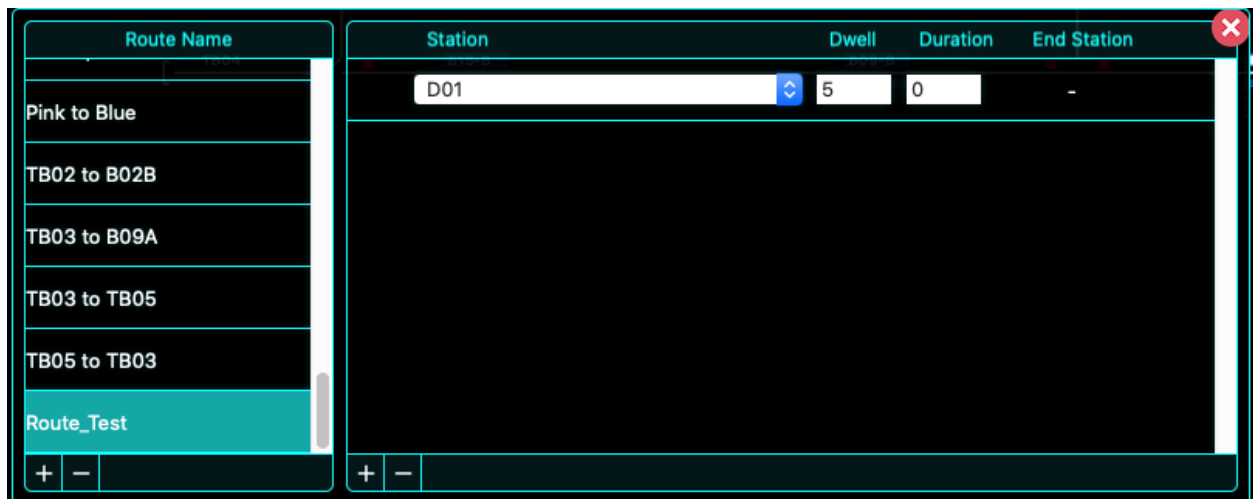 Route Name
Pink to Blue
TB02 to B02B
TB03 to B09A
TB03 to TB05
TB05 to TB03
Route_Test
+ −
Station Dwell Duration End Station
D01 5 0 -
+ −